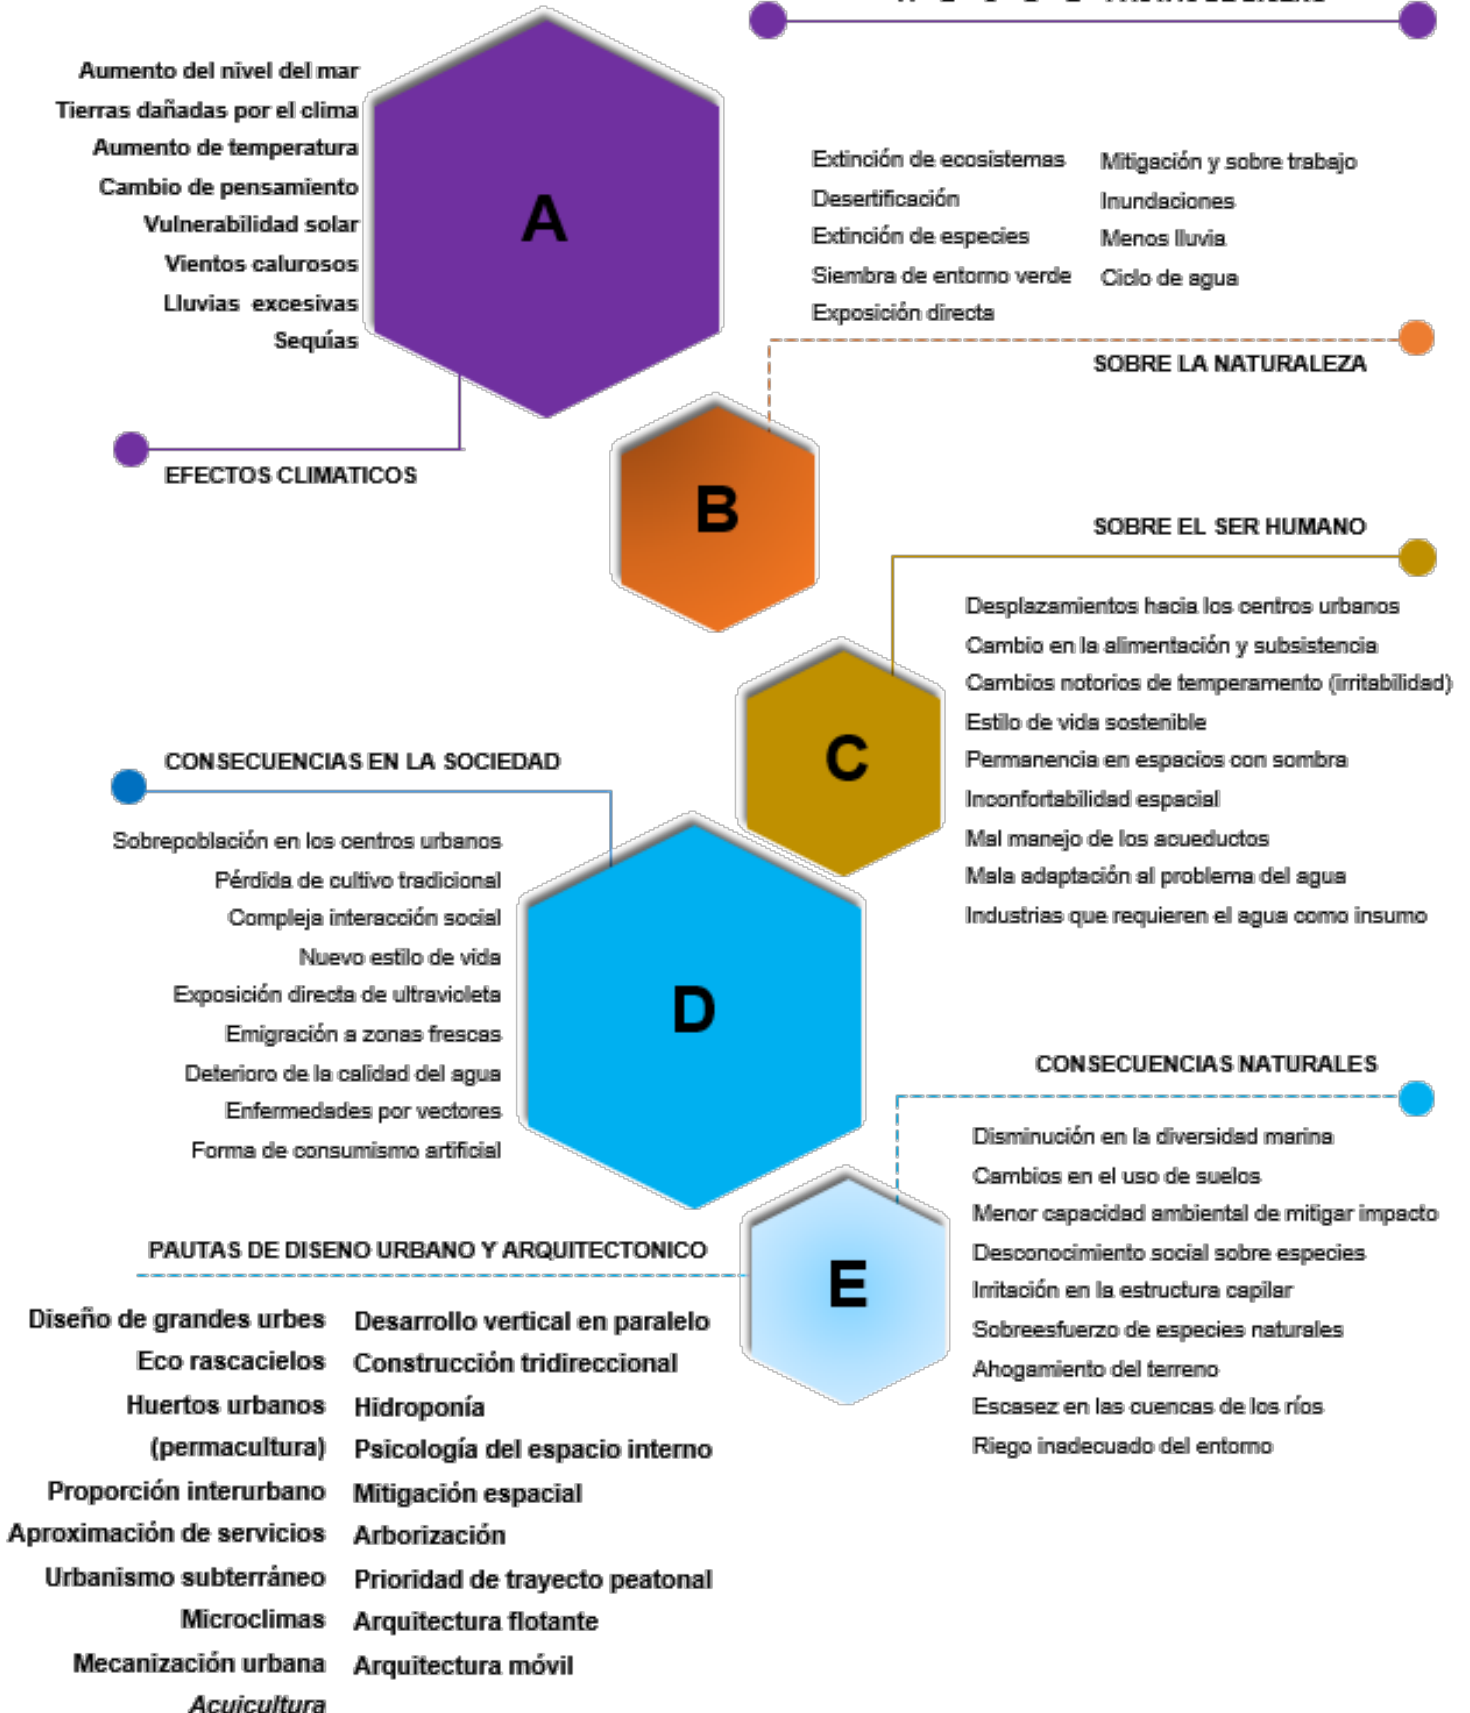 Aumento del nivel del mar
Tierras dañadas por el clima
Aumento de temperatura
Cambio de pensamiento
Vulnerabilidad solar
Vientos calurosos
Lluvias excesivas
Sequías
A
EFECTOS CLIMATICOS
Extinción de ecosistemas
Desertificación
Extinción de especies
Siembra de entorno verde
Exposición directa
Mitigación y sobre trabajo
Inundaciones
Menos lluvia
Ciclo de agua
SOBRE LA NATURALEZA
B
SOBRE EL SER HUMANO
Desplazamientos hacia los centros urbanos
Cambio en la alimentación y subsistencia
Cambios notorios de temperamento (irritabilidad)
Estilo de vida sostenible
Permanencia en espacios con sombra
Inconfortabilidad espacial
Mal manejo de los acueductos
Mala adaptación al problema del agua
Industrias que requieren el agua como insumo
C
CONSECUENCIAS EN LA SOCIEDAD
Sobrepoblación en los centros urbanos
Pérdida de cultivo tradicional
Compleja interacción social
Nuevo estilo de vida
Exposición directa de ultravioleta
Emigración a zonas frescas
Deterioro de la calidad del agua
Enfermedades por vectores
Forma de consumismo artificial
D
CONSECUENCIAS NATURALES
Disminución en la diversidad marina
Cambios en el uso de suelos
Menor capacidad ambiental de mitigar impacto
Desconocimiento social sobre especies
Irritación en la estructura capilar
Sobreesfuerzo de especies naturales
Ahogamiento del terreno
Escasez en las cuencas de los ríos
Riego inadecuado del entorno
E
PAUTAS DE DISENO URBANO Y ARQUITECTONICO
Diseño de grandes urbes
Eco rascacielos
Huertos urbanos
(permacultura)
Proporción interurbano
Aproximación de servicios
Urbanismo subterráneo
Microclimas
Mecanización urbana
Acuicultura
Desarrollo vertical en paralelo
Construcción tridireccional
Hidroponía
Psicología del espacio interno
Mitigación espacial
Arborización
Prioridad de trayecto peatonal
Arquitectura flotante
Arquitectura móvil